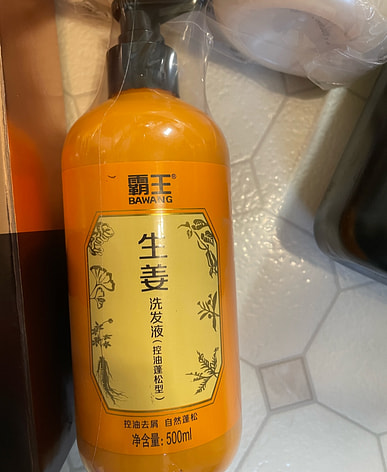 霸王®
BAWANG
生姜
洗发液(控油蓬松型)
控油去屑 自然蓬松
净含量: 500ml